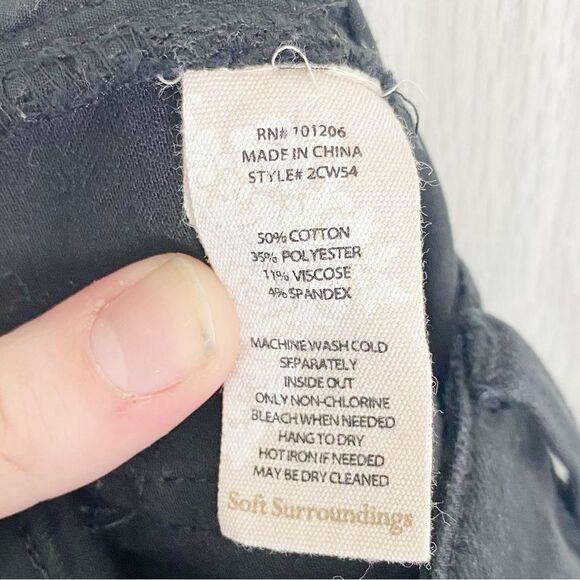 RN# 101206
MADE IN CHINA
STYLE# 2CW54
50% COTTON
35% POLYESTER
11% VISCOSE
4% SPANDEX
MACHINE WASH COLD
SEPARATELY
INSIDE OUT
ONLY NON-CHLORINE
BLEACH WHEN NEEDED
HANG TO DRY
HOT IRON IF NEEDED
MAY BE DRY CLEANED
Soft Surroundings